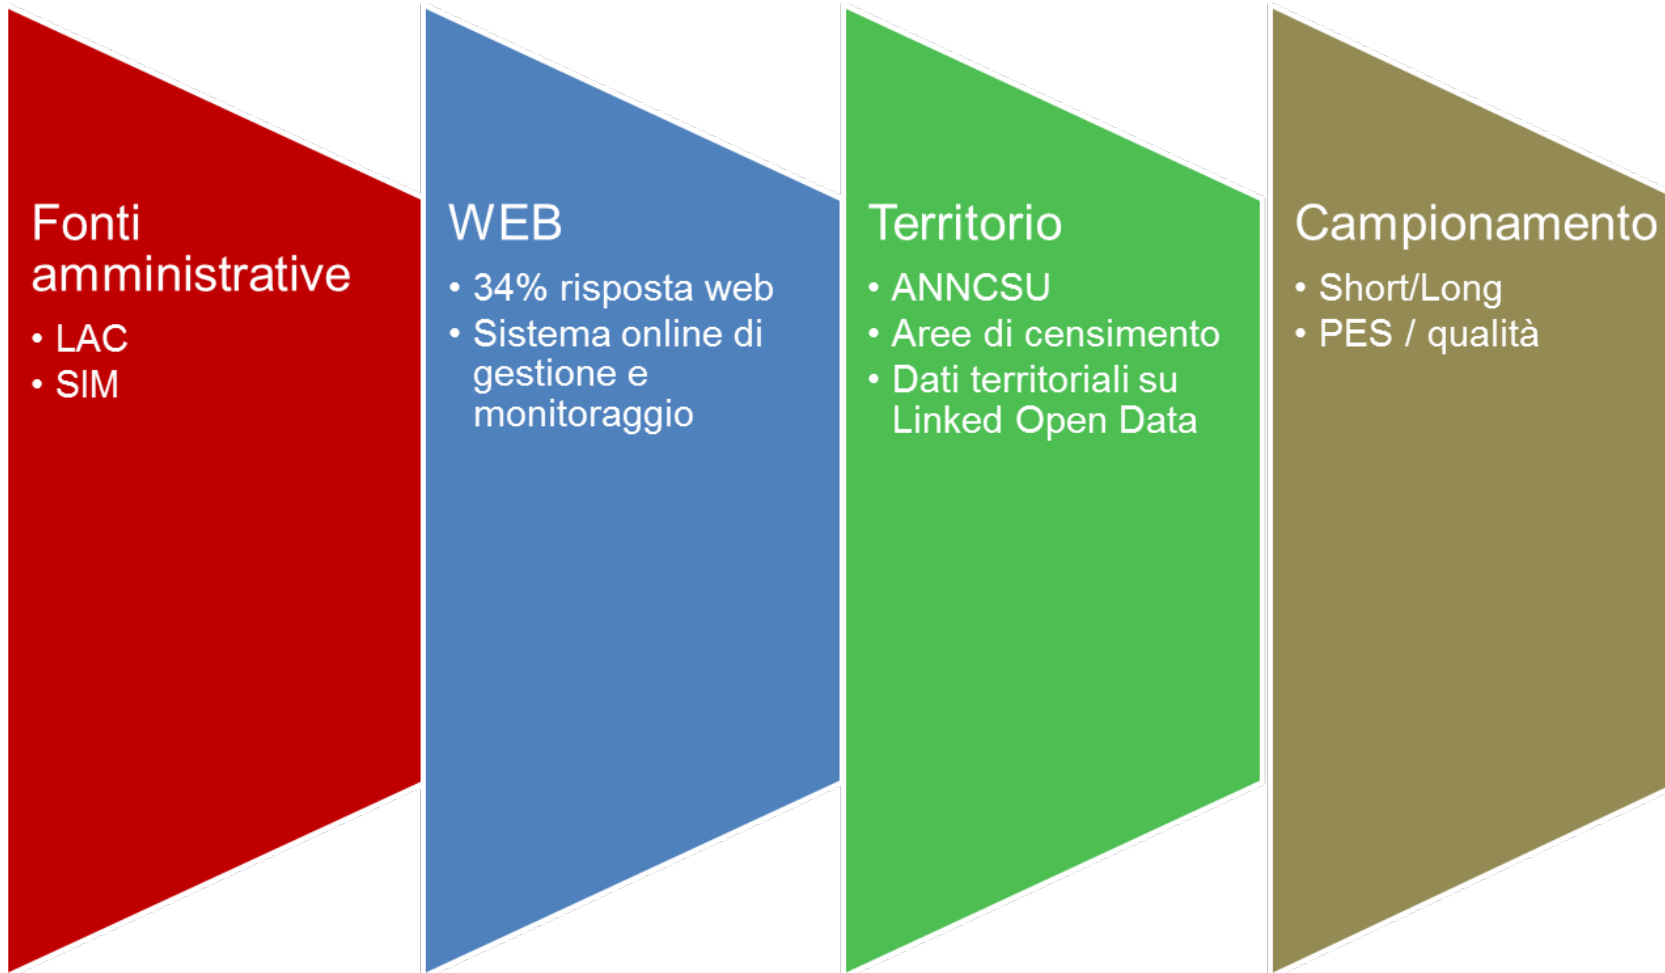 Fonti
amministrative
• LAC
• SIM
WEB
• 34% risposta web
• Sistema online di
gestione e
monitoraggio
Territorio
• ANNCSU
• Aree di censimento
• Dati territoriali su
Linked Open Data
Campionamento
• Short/Long
• PES / qualità